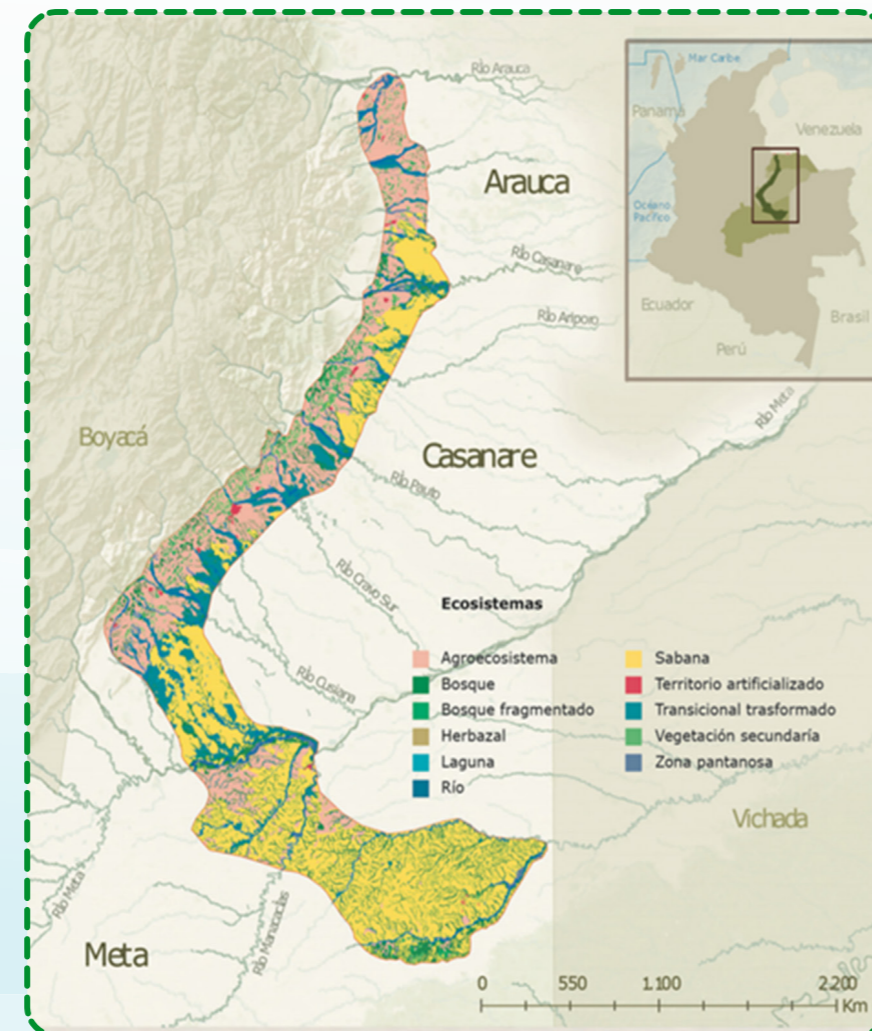 Río Arauca
Mar Caribe
Panamá
Venezuela
Arauca
Océano
Pacífico
Río Casanare
Río Ariporo
Ecuador
Brasil
Perú
Río Meta
Boyacá
Casanare
Río Pauto
Río Cravo Sur
Ecosistemas
Agroecosistema
Bosque
Bosque fragmentado
Herbazal
Laguna
Río
Sabana
Territorio artificializado
Transicional trasformado
Vegetación secundaría
Zona pantanosa
Río Cusiana
Vichada
Río Meta
Río Manacacías
Meta
0 550 1.100 2.200
Km